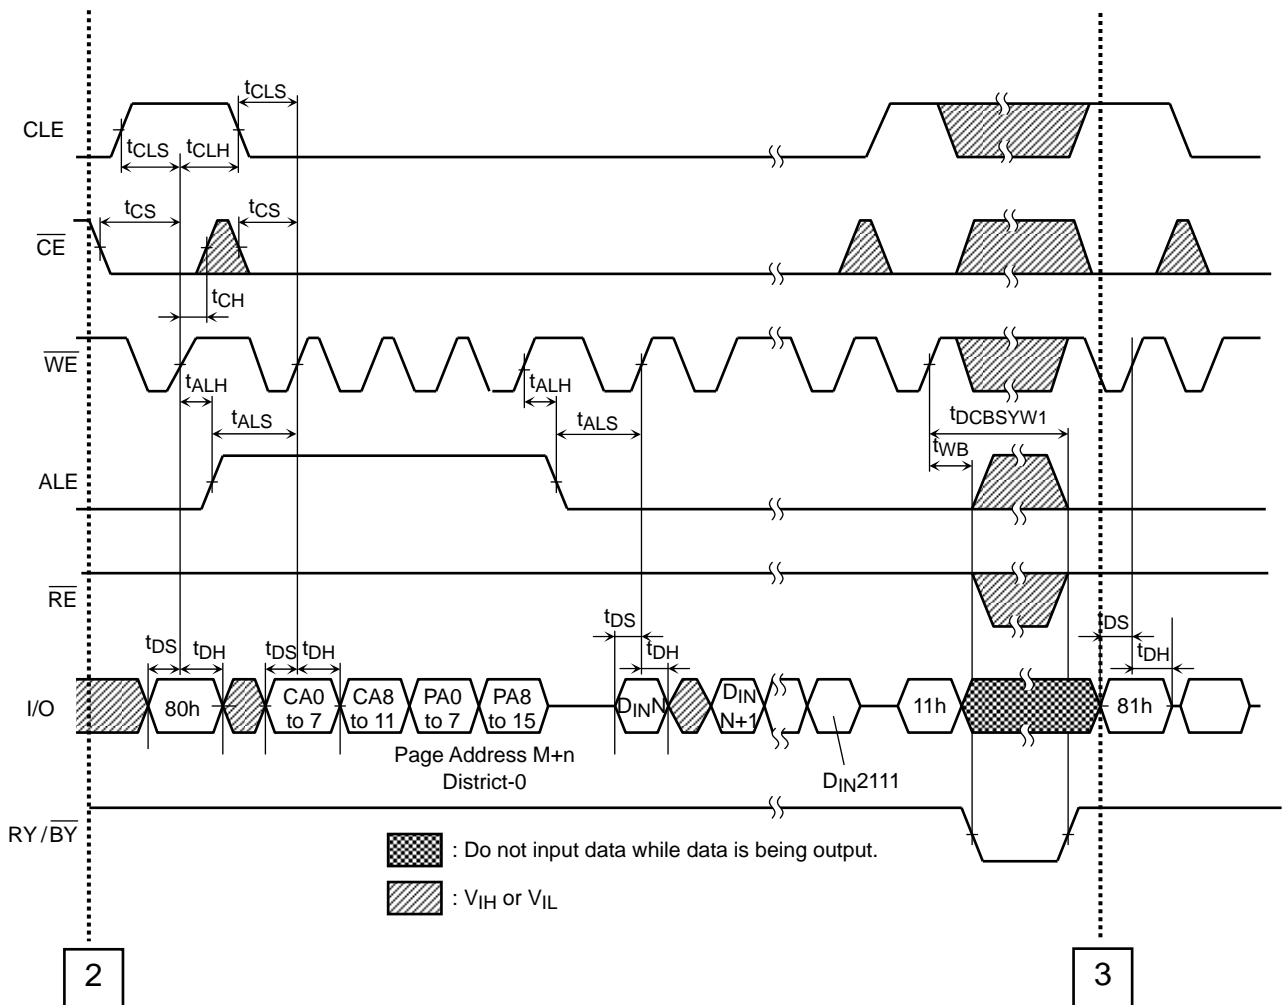 tCLS
CLE
tCLS
tCLH
tCS
tCS
CE
tCH
WE
tALH
tALH
tALS
tALS
tDCBSYW1
tWB
ALE
RE
tDS
tDS
tDH
tDS
tDH
tDH
tDH
I/O
80h
CA0
to 7
CA8
to 11
PA0
to 7
PA8
to 15
DINN
DIN
N+1
11h
81h
Page Address M+n
District-0
DIN2111
RY/BY
: Do not input data while data is being output.
: VIH or VIL
2
3